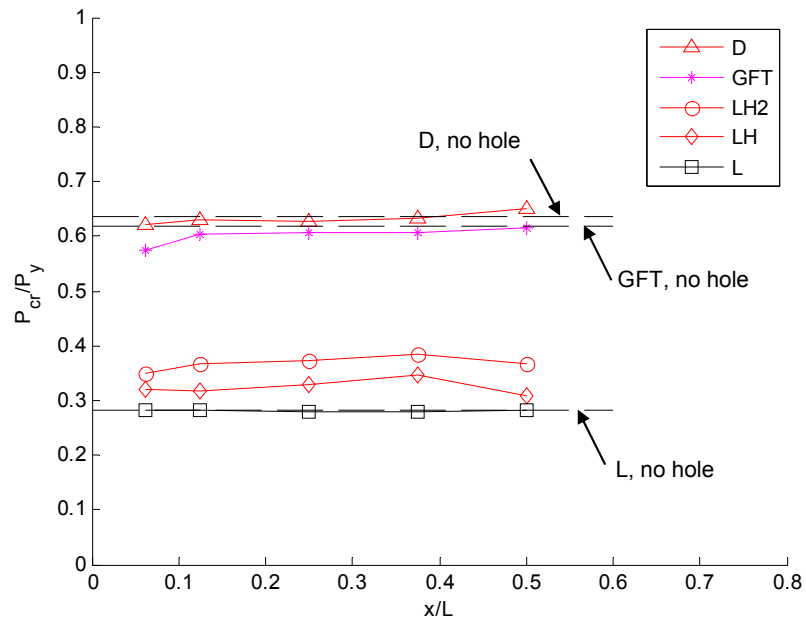 1
0.9
0.8
0.7
0.6
0.5
0.4
0.3
0.2
0.1
0
P_cr/P_y
0 0.1 0.2 0.3 0.4 0.5 0.6 0.7 0.8
x/L
D
GFT
LH2
LH
L
D, no hole
GFT, no hole
L, no hole